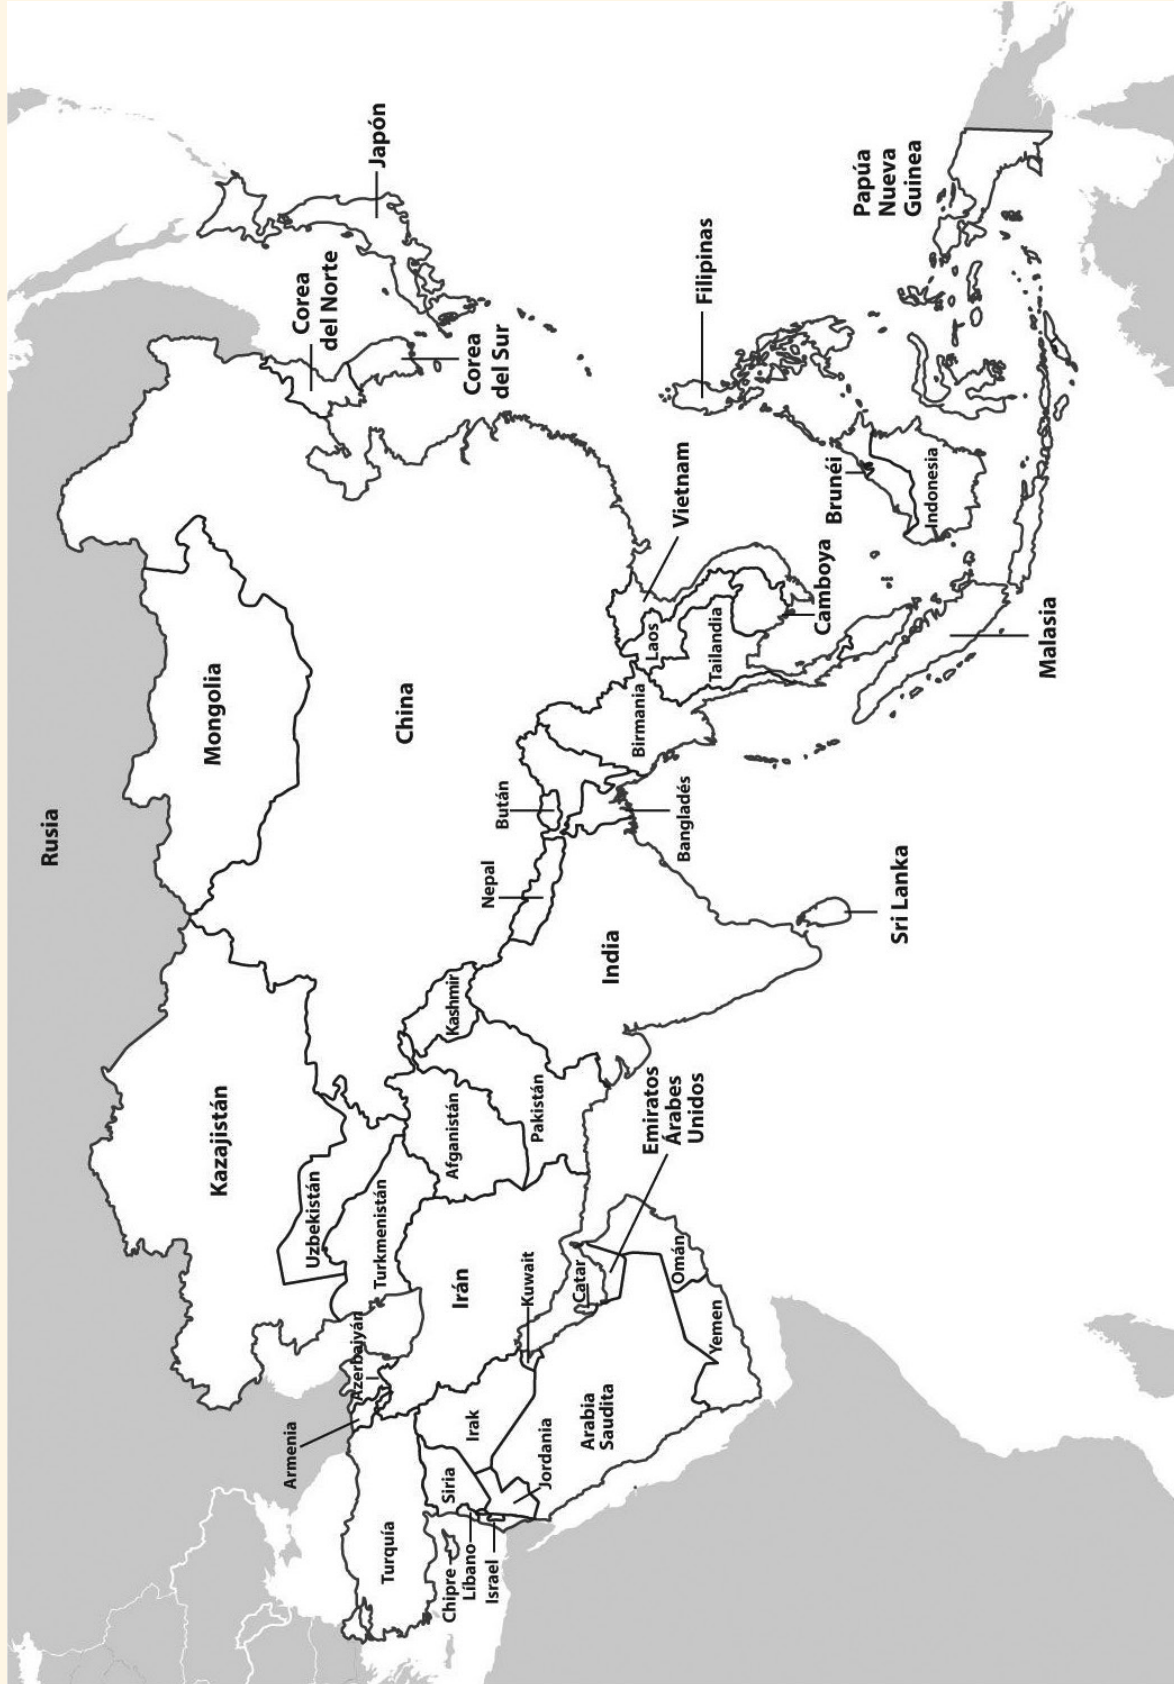 Rusia
Mongolia
China
Kazajistán
Uzbekistán
Turkmenistán
Azerbaiyán
Armenia
Turquía
Chipre
Líbano
Israel
Siria
Irak
Jordania
Irán
Kuwait
Catar
Arabia
Saudita
Yemen
Omán
Emiratos
Árabes
Unidos
Afganistán
Pakistán
Kashmir
India
Nepal
Bután
Bangladés
Sri Lanka
Birmania
Laos
Tailandia
Vietnam
Camboya
Malasia
Brunéi
Indonesia
Filipinas
Papúa
Nueva
Guinea
Corea
del Norte
Corea
del Sur
Japón